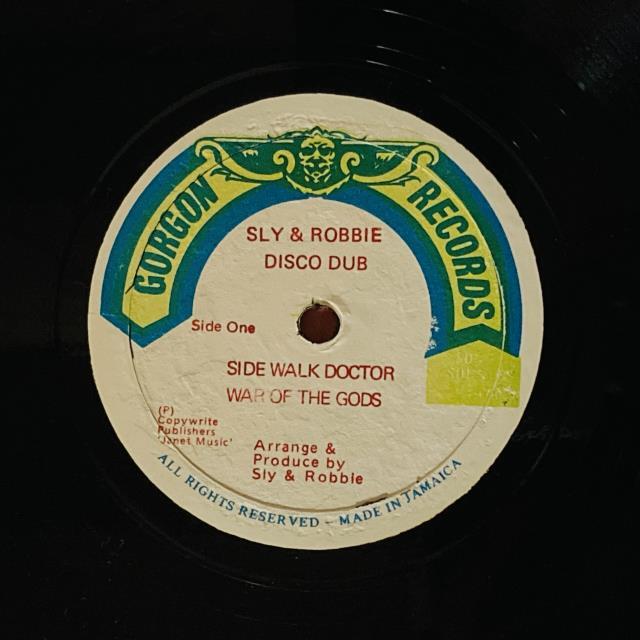 GORGON RECORDS
SLY & ROBBIE
DISCO DUB
Side One
SIDE WALK DOCTOR
WAR OF THE GODS
(P)
Copywrite
Publishers
'Janet Music'
Arrange &
Produce by
Sly & Robbie
ALL RIGHTS RESERVED - MADE IN JAMAICA